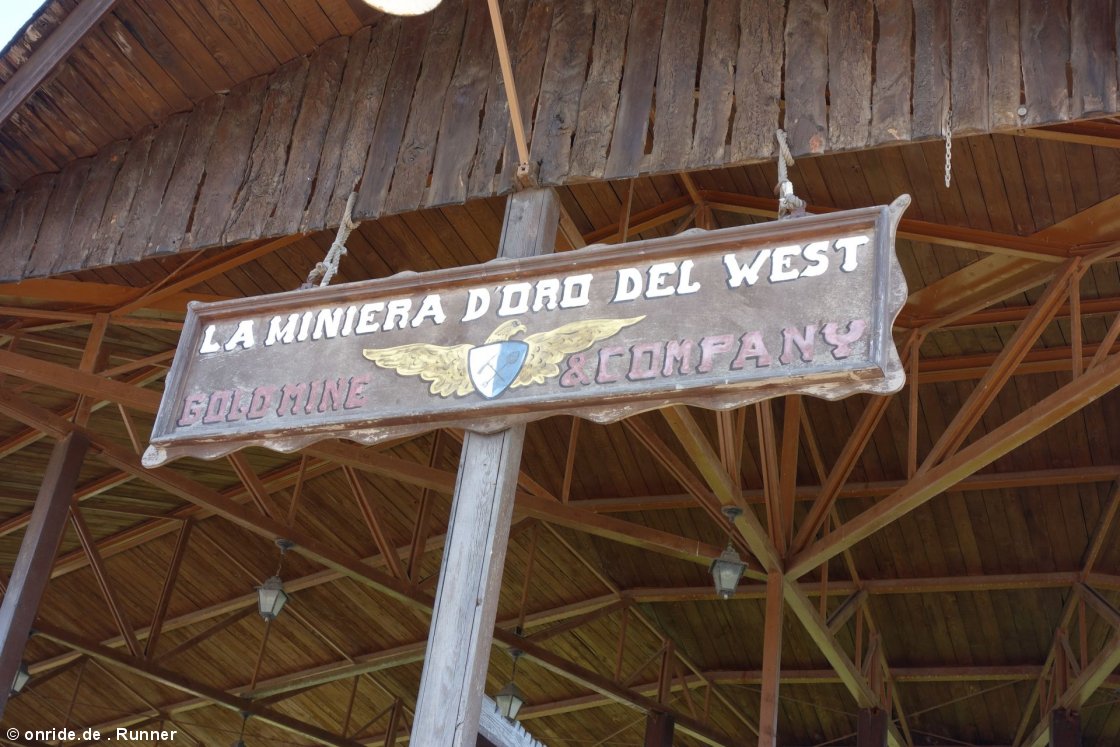 LA MINIERA D'ORO DEL WEST
GOLDMINE & COMPANY
© onride.de . Runner